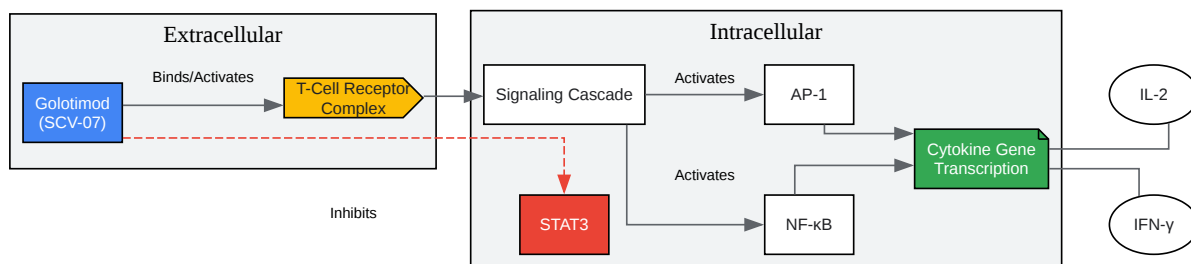 Extracellular
Intracellular
Binds/Activates
Golotimod
(SCV-07)
T-Cell Receptor
Complex
Signaling Cascade
Activates
AP-1
IL-2
Cytokine Gene
Transcription
Activates
Inhibits
STAT3
NF-κB
IFN-γ